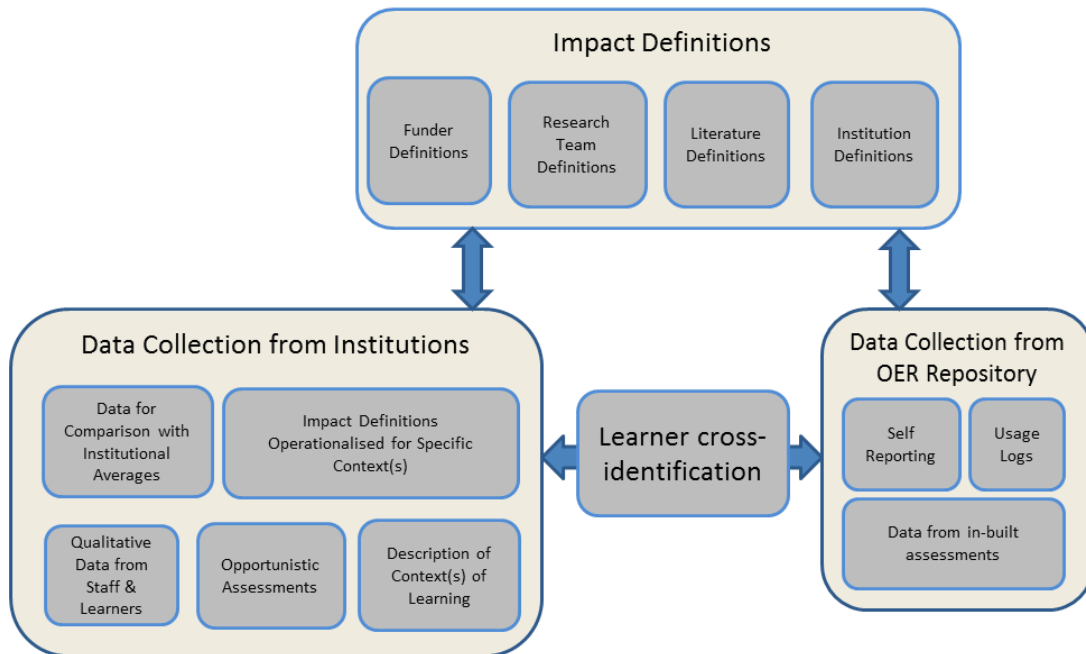 Impact Definitions
Funder
Definitions
Research
Team
Definitions
Literature
Definitions
Institution
Definitions
Data Collection from Institutions
Data for
Comparison with
Institutional
Averages
Impact Definitions
Operationalised for Specific
Context(s)
Qualitative
Data from
Staff &
Learners
Opportunistic
Assessments
Description of
Context(s) of
Learning
Learner cross-
identification
Data Collection from
OER Repository
Self
Reporting
Usage
Logs
Data from in-built
assessments